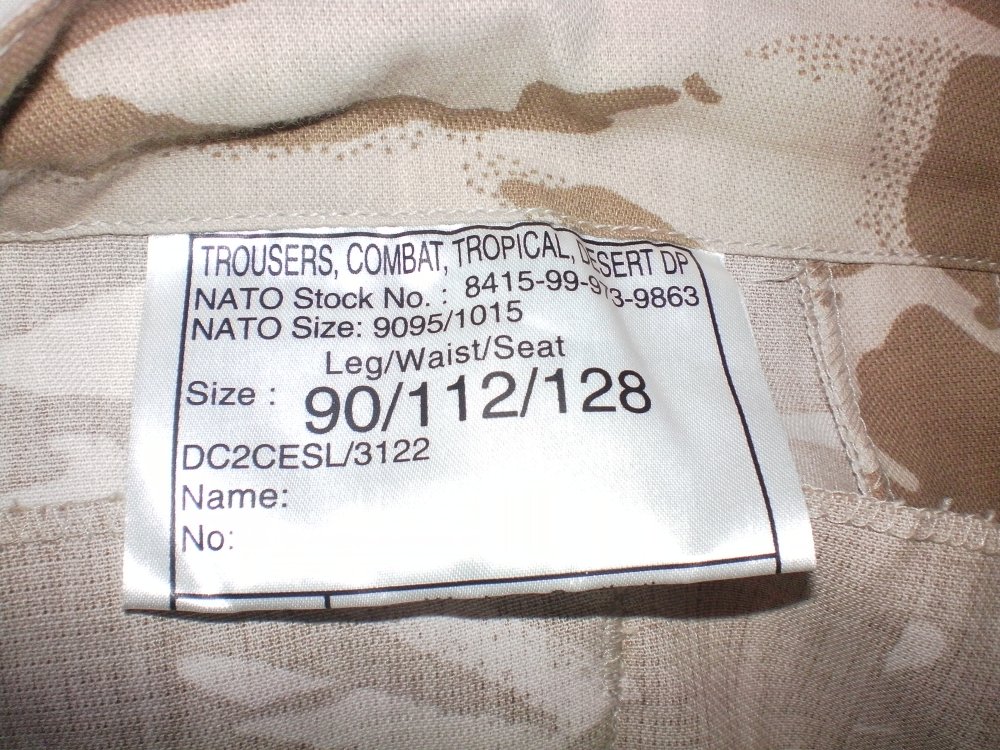 TROUSERS, COMBAT, TROPICAL, DESERT DP
NATO Stock No. : 8415-99-973-9863
NATO Size: 9095/1015
Leg/Waist/Seat
Size : 90/112/128
DC2CESL/3122
Name:
No: